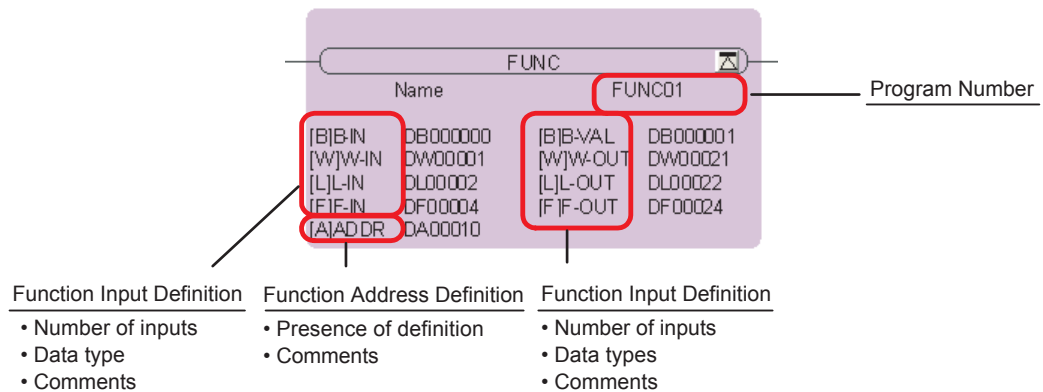 FUNC
Name FUNC01
Program Number
[B]B-IN DB000000 [B]B-VAL DB000001
[W]W-IN DW00001 [W]W-OUT DW00021
[L]L-IN DL00002 [L]L-OUT DL00022
[F]F-IN DF00004 [F]F-OUT DF00024
[A]ADDR DA00010
Function Input Definition
• Number of inputs
• Data type
• Comments
Function Address Definition
• Presence of definition
• Comments
Function Input Definition
• Number of inputs
• Data types
• Comments